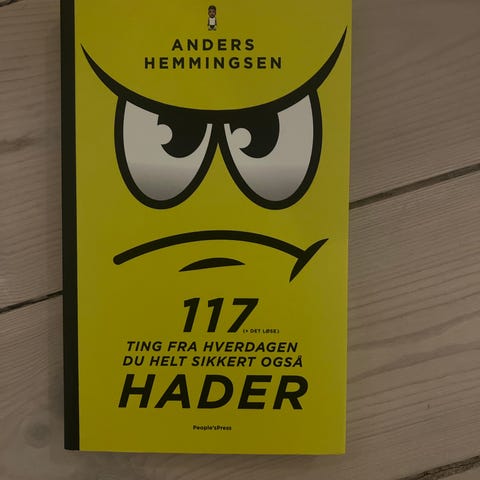 ANDERS
HEMMINGSEN
117
(+ DET LØSE)
TING FRA HVERDAGEN
DU HELT SIKKERT OGSÅ
HADER
People'sPress